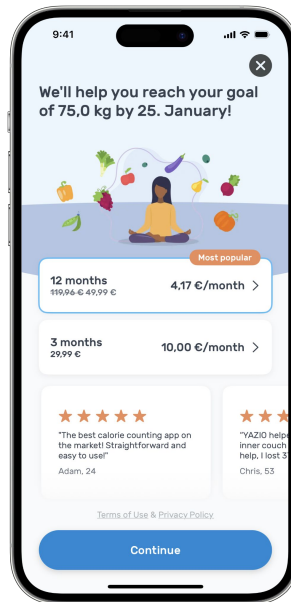 9:41
We'll help you reach your goal
of 75,0 kg by 25. January!
Most popular
12 months
119,96 € 49,99 €
4,17 €/month
3 months
29,99 €
10,00 €/month
"The best calorie counting app on
the market! Straightforward and
easy to use!"
Adam, 24
"YAZIO helpe
inner couch
help, I lost 3
Chris, 53
Terms of Use & Privacy Policy
Continue